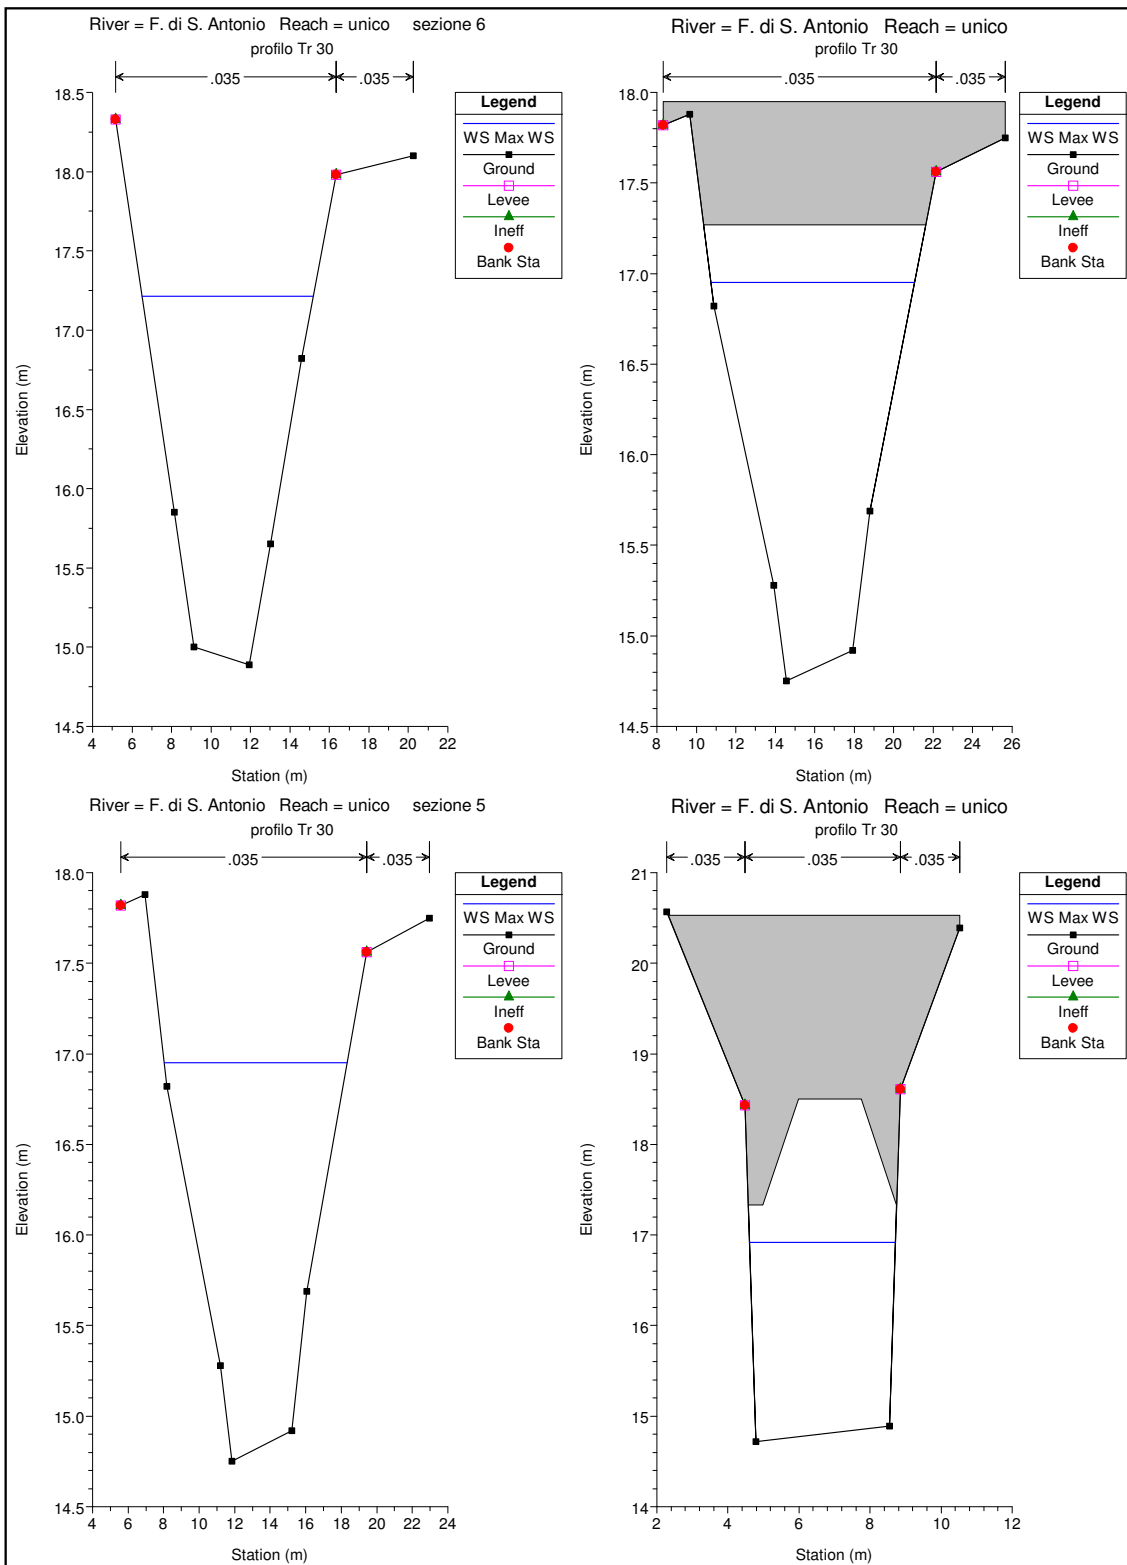 River = F. di S. Antonio Reach = unico sezione 6
profilo Tr 30
.035 .035
18.5
18.0
17.5
17.0
16.5
16.0
15.5
15.0
14.5
Elevation (m)
4 6 8 10 12 14 16 18 20 22
Station (m)
Legend
WS Max WS
Ground
Levee
Ineff
Bank Sta
River = F. di S. Antonio Reach = unico
profilo Tr 30
.035 .035
18.0
17.5
17.0
16.5
16.0
15.5
15.0
14.5
Elevation (m)
8 10 12 14 16 18 20 22 24 26
Station (m)
Legend
WS Max WS
Ground
Levee
Ineff
Bank Sta
River = F. di S. Antonio Reach = unico sezione 5
profilo Tr 30
.035 .035
18.0
17.5
17.0
16.5
16.0
15.5
15.0
14.5
Elevation (m)
4 6 8 10 12 14 16 18 20 22 24
Station (m)
Legend
WS Max WS
Ground
Levee
Ineff
Bank Sta
River = F. di S. Antonio Reach = unico
profilo Tr 30
.035 .035 .035
21
20
19
18
17
16
15
14
Elevation (m)
2 4 6 8 10 12
Station (m)
Legend
WS Max WS
Ground
Levee
Ineff
Bank Sta